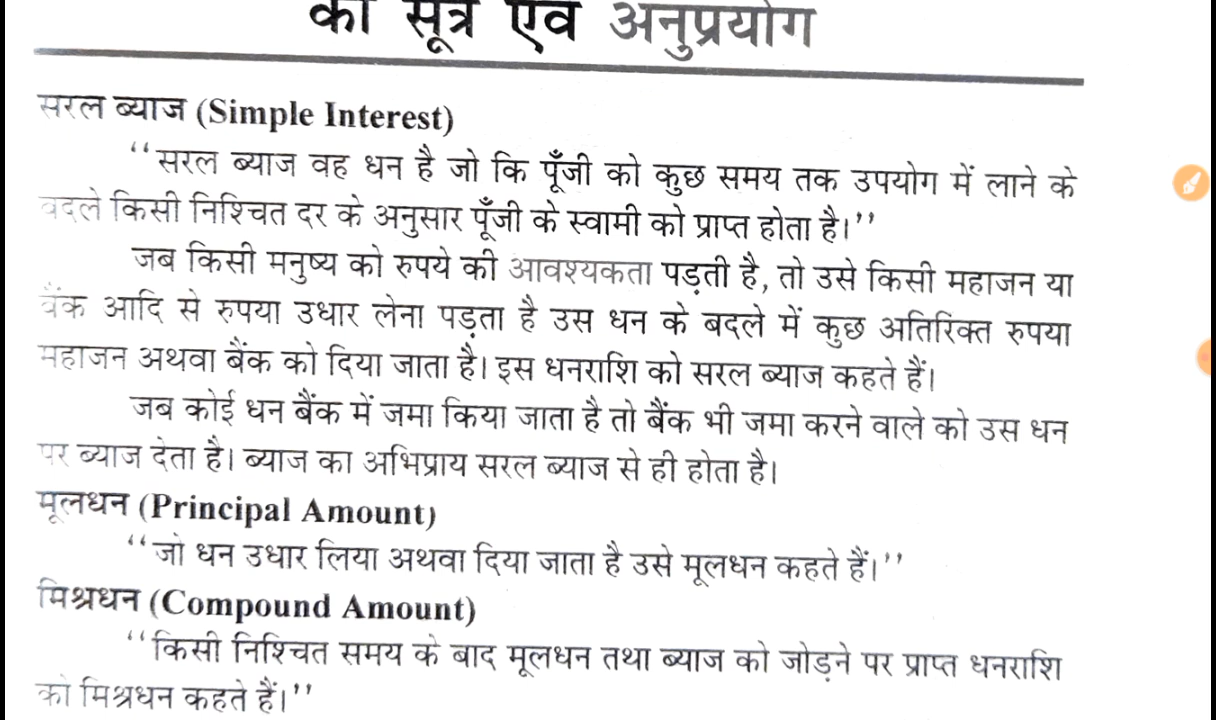 का सूत्र एवं अनुप्रयोग
सरल ब्याज (Simple Interest)
‘‘सरल ब्याज वह धन है जो कि पूँजी को कुछ समय तक उपयोग में लाने के
बदले किसी निश्चित दर के अनुसार पूँजी के स्वामी को प्राप्त होता है।’’
जब किसी मनुष्य को रुपये की आवश्यकता पड़ती है, तो उसे किसी महाजन या
बैंक आदि से रुपया उधार लेना पड़ता है उस धन के बदले में कुछ अतिरिक्त रुपया
महाजन अथवा बैंक को दिया जाता है। इस धनराशि को सरल ब्याज कहते हैं।
जब कोई धन बैंक में जमा किया जाता है तो बैंक भी जमा करने वाले को उस धन
पर ब्याज देता है। ब्याज का अभिप्राय सरल ब्याज से ही होता है।
मूलधन (Principal Amount)
‘‘जो धन उधार लिया अथवा दिया जाता है उसे मूलधन कहते हैं।’’
मिश्रधन (Compound Amount)
‘‘किसी निश्चित समय के बाद मूलधन तथा ब्याज को जोड़ने पर प्राप्त धनराशि
को मिश्रधन कहते हैं।’’